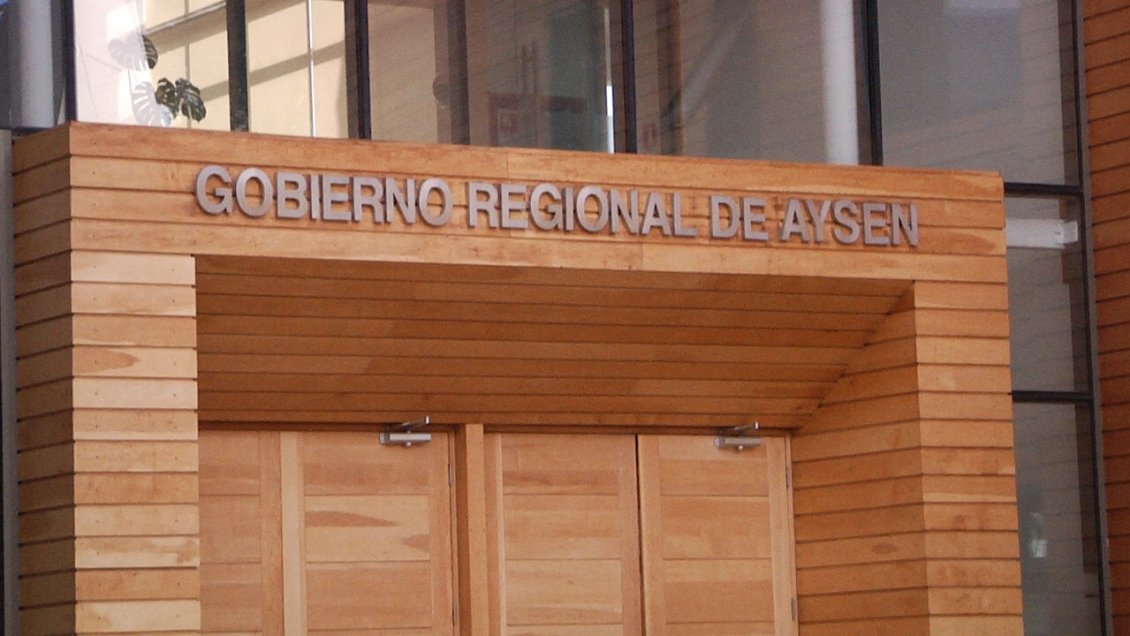 GOBIERNO REGIONAL DE AYSEN